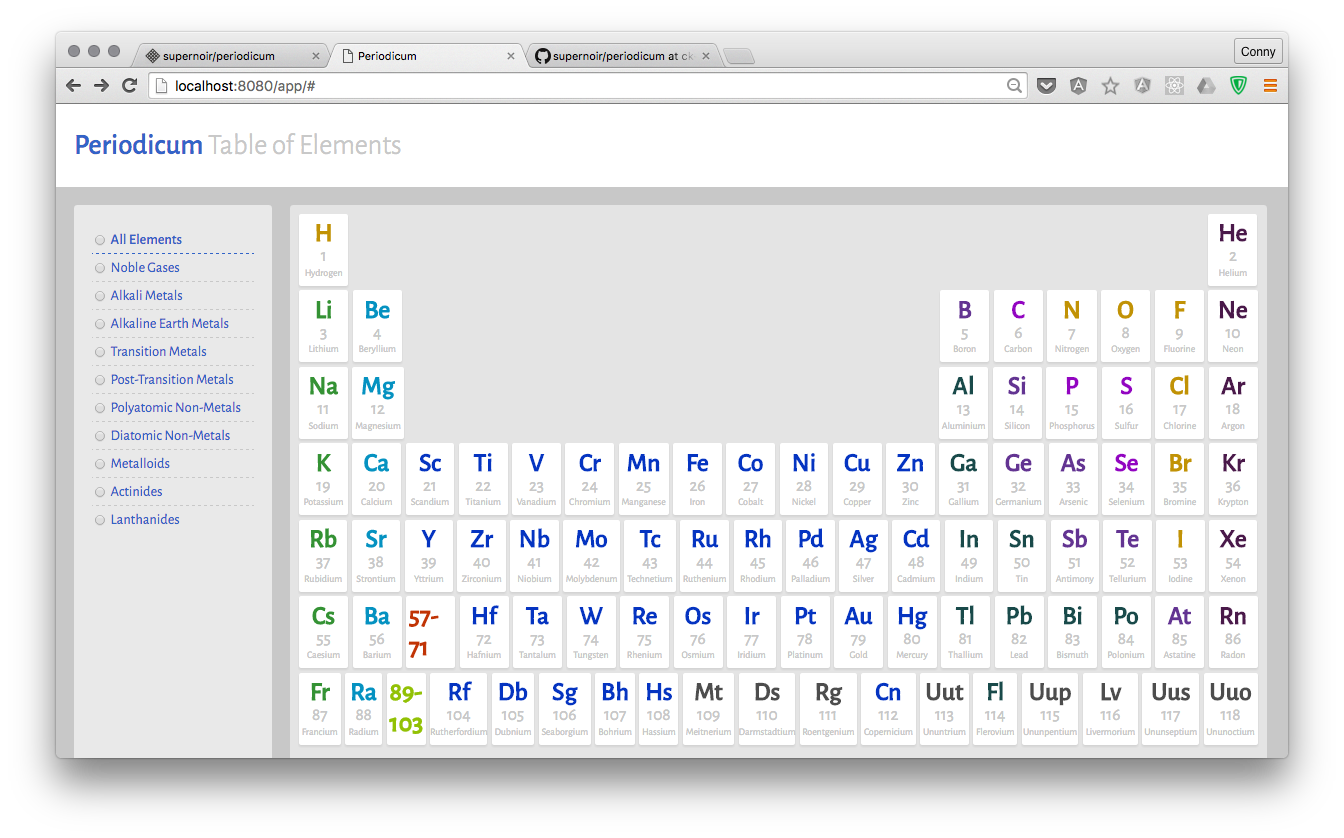 supernoir/periodicum
Periodicum
supernoir/periodicum at ck
Conny
localhost:8080/app/#
Periodicum Table of Elements
All Elements
Noble Gases
Alkali Metals
Alkaline Earth Metals
Transition Metals
Post-Transition Metals
Polyatomic Non-Metals
Diatomic Non-Metals
Metalloids
Actinides
Lanthanides
H He
1 2
Hydrogen Helium
Li Be B C N O F Ne
3 4 5 6 7 8 9 10
Lithium Beryllium Boron Carbon Nitrogen Oxygen Fluorine Neon
Na Mg Al Si P S Cl Ar
11 12 13 14 15 16 17 18
Sodium Magnesium Aluminium Silicon Phosphorus Sulfur Chlorine Argon
K Ca Sc Ti V Cr Mn Fe Co Ni Cu Zn Ga Ge As Se Br Kr
19 20 21 22 23 24 25 26 27 28 29 30 31 32 33 34 35 36
Potassium Calcium Scandium Titanium Vanadium Chromium Manganese Iron Cobalt Nickel Copper Zinc Gallium Germanium Arsenic Selenium Bromine Krypton
Rb Sr Y Zr Nb Mo Tc Ru Rh Pd Ag Cd In Sn Sb Te I Xe
37 38 39 40 41 42 43 44 45 46 47 48 49 50 51 52 53 54
Rubidium Strontium Yttrium Zirconium Niobium Molybdenum Technetium Ruthenium Rhodium Palladium Silver Cadmium Indium Tin Antimony Tellurium Iodine Xenon
Cs Ba 57- Hf Ta W Re Os Ir Pt Au Hg Tl Pb Bi Po At Rn
55 56 71 72 73 74 75 76 77 78 79 80 81 82 83 84 85 86
Caesium Barium Hafnium Tantalum Tungsten Rhenium Osmium Iridium Platinum Gold Mercury Thallium Lead Bismuth Polonium Astatine Radon
Fr Ra 89- Rf Db Sg Bh Hs Mt Ds Rg Cn Uut Fl Uup Lv Uus Uuo
87 88 103 104 105 106 107 108 109 110 111 112 113 114 115 116 117 118
Francium Radium Rutherfordium Dubnium Seaborgium Bohrium Hassium Meitnerium Darmstadtium Roentgenium Copernicium Ununtrium Flerovium Ununpentium Livermorium Ununseptium Ununoctium